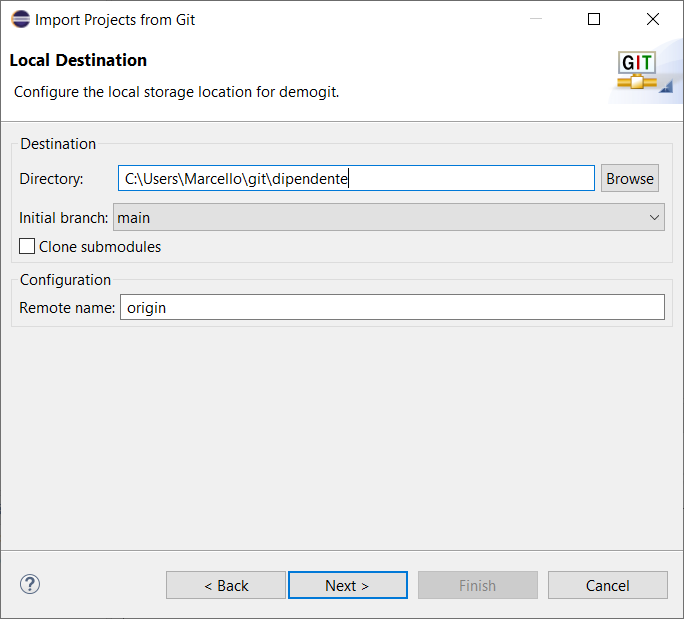 Import Projects from Git
Local Destination
Configure the local storage location for demogit.
GIT
Destination
Directory: C:\Users\Marcello\git\dipendente Browse
Initial branch: main
Clone submodules
Configuration
Remote name: origin
? < Back Next > Finish Cancel